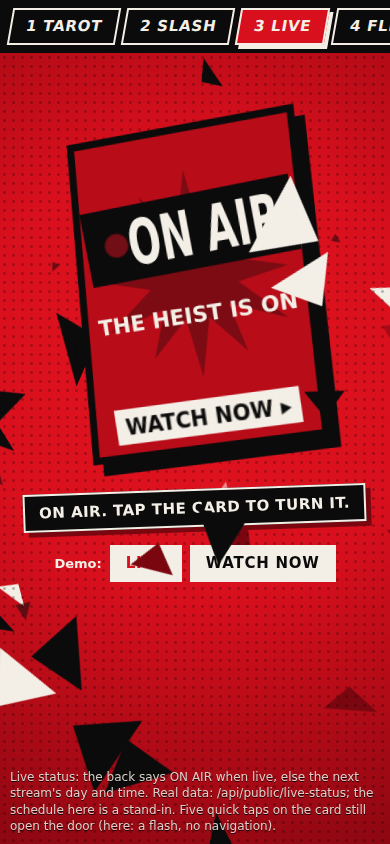 1 TAROT
2 SLASH
3 LIVE
4
ON AIR
THE HEIST IS ON
WATCH NOW ▸
ON AIR. TAP THE CARD TO TURN IT.
Demo:
WATCH NOW
Live status: the back says ON AIR when live, else the next
stream's day and time. Real data: /api/public/live-status; the
schedule here is a stand-in. Five quick taps on the card still
open the door (here: a flash, no navigation).